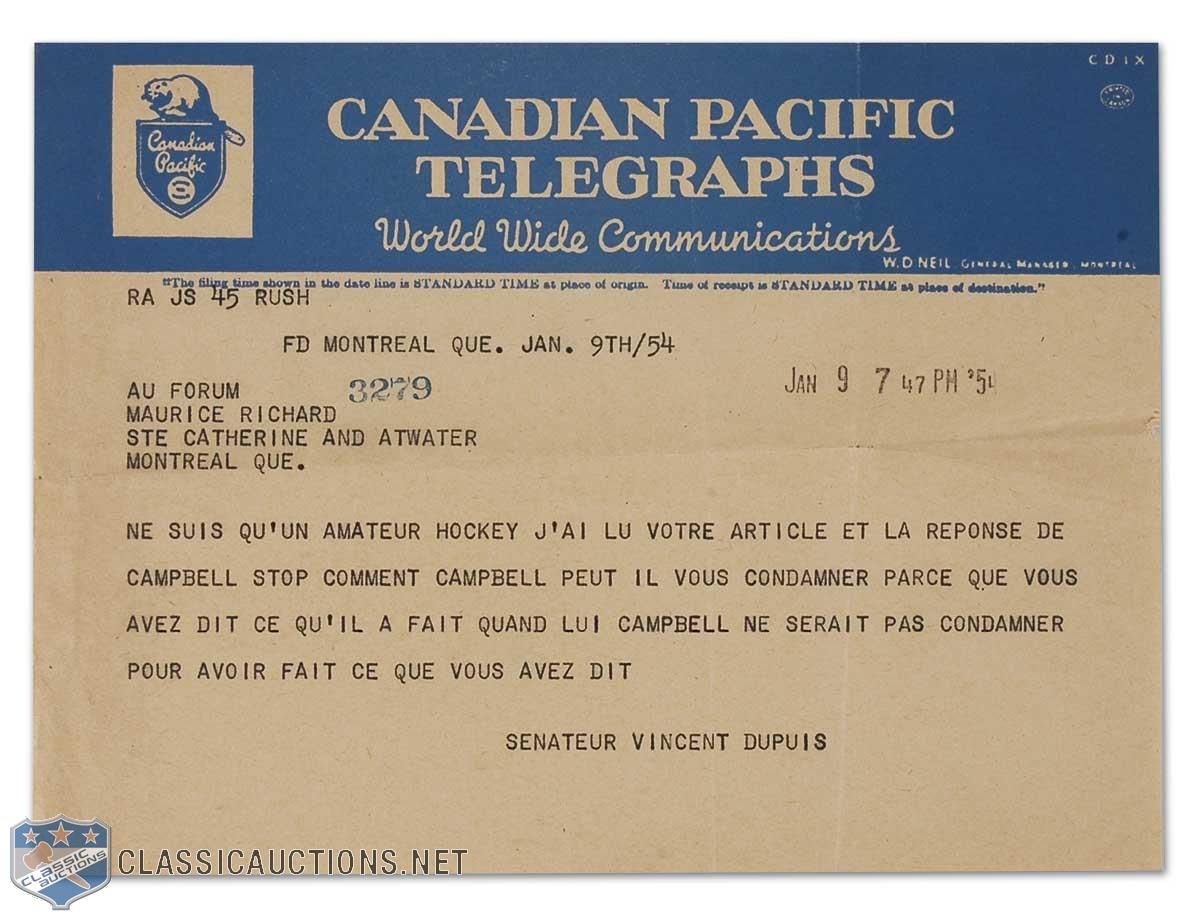 CDIX
Canadian
Pacific
CANADIAN PACIFIC
TELEGRAPHS
World Wide Communications
W. D NEIL, GENERAL MANAGER, MONTREAL
"The filing time shown in the date line is STANDARD TIME at place of origin. Time of receipt is STANDARD TIME at place of destination."
RA JS 45 RUSH
FD MONTREAL QUE. JAN. 9TH/54
AU FORUM 3279 JAN 9 7 47 PM '54
MAURICE RICHARD
STE CATHERINE AND ATWATER
MONTREAL QUE.
NE SUIS QU'UN AMATEUR HOCKEY J'AI LU VOTRE ARTICLE ET LA REPONSE DE
CAMPBELL STOP COMMENT CAMPBELL PEUT IL VOUS CONDAMNER PARCE QUE VOUS
AVEZ DIT CE QU'IL A FAIT QUAND LUI CAMPBELL NE SERAIT PAS CONDAMNER
POUR AVOIR FAIT CE QUE VOUS AVEZ DIT
SENATEUR VINCENT DUPUIS
CLASSIC
AUCTIONS
CLASSICAUCTIONS.NET